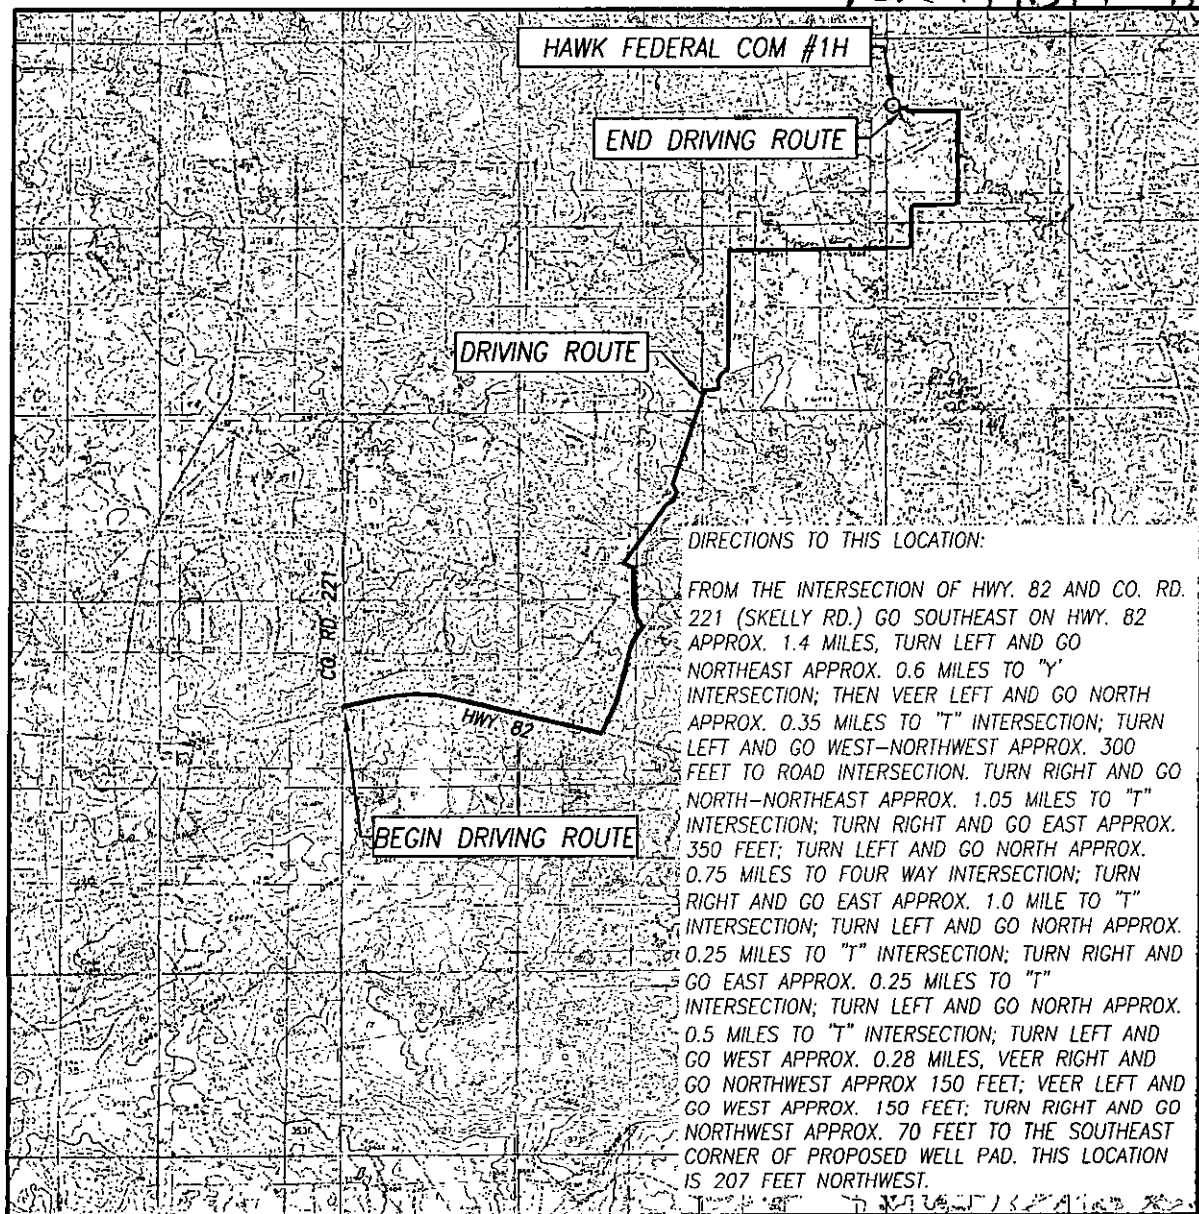 HAWK FEDERAL COM #1H
END DRIVING ROUTE
DRIVING ROUTE
CO. RD. 221
HWY 82
BEGIN DRIVING ROUTE
DIRECTIONS TO THIS LOCATION:
FROM THE INTERSECTION OF HWY. 82 AND CO. RD.
221 (SKELLY RD.) GO SOUTHEAST ON HWY. 82
APPROX. 1.4 MILES, TURN LEFT AND GO
NORTHEAST APPROX. 0.6 MILES TO "Y'
INTERSECTION; THEN VEER LEFT AND GO NORTH
APPROX. 0.35 MILES TO "T" INTERSECTION; TURN
LEFT AND GO WEST-NORTHWEST APPROX. 300
FEET TO ROAD INTERSECTION. TURN RIGHT AND GO
NORTH-NORTHEAST APPROX. 1.05 MILES TO "T"
INTERSECTION; TURN RIGHT AND GO EAST APPROX.
350 FEET; TURN LEFT AND GO NORTH APPROX.
0.75 MILES TO FOUR WAY INTERSECTION; TURN
RIGHT AND GO EAST APPROX. 1.0 MILE TO "T"
INTERSECTION; TURN LEFT AND GO NORTH APPROX.
0.25 MILES TO "T" INTERSECTION; TURN RIGHT AND
GO EAST APPROX. 0.25 MILES TO "T"
INTERSECTION; TURN LEFT AND GO NORTH APPROX.
0.5 MILES TO "T" INTERSECTION; TURN LEFT AND
GO WEST APPROX. 0.28 MILES, VEER RIGHT AND
GO NORTHWEST APPROX 150 FEET; VEER LEFT AND
GO WEST APPROX. 150 FEET; TURN RIGHT AND GO
NORTHWEST APPROX. 70 FEET TO THE SOUTHEAST
CORNER OF PROPOSED WELL PAD. THIS LOCATION
IS 207 FEET NORTHWEST.